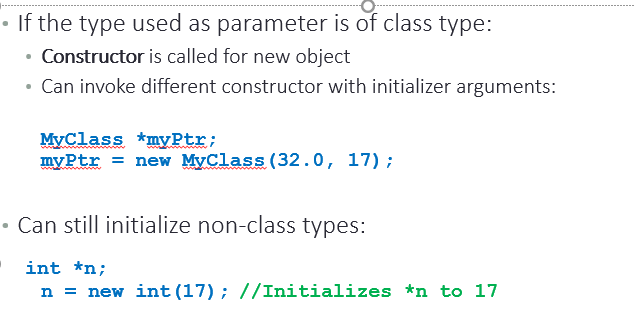 • If the type used as parameter is of class type:
• Constructor is called for new object
• Can invoke different constructor with initializer arguments:
MyClass *myPtr;
myPtr = new MyClass(32.0, 17);
• Can still initialize non-class types:
int *n;
n = new int(17); //Initializes *n to 17